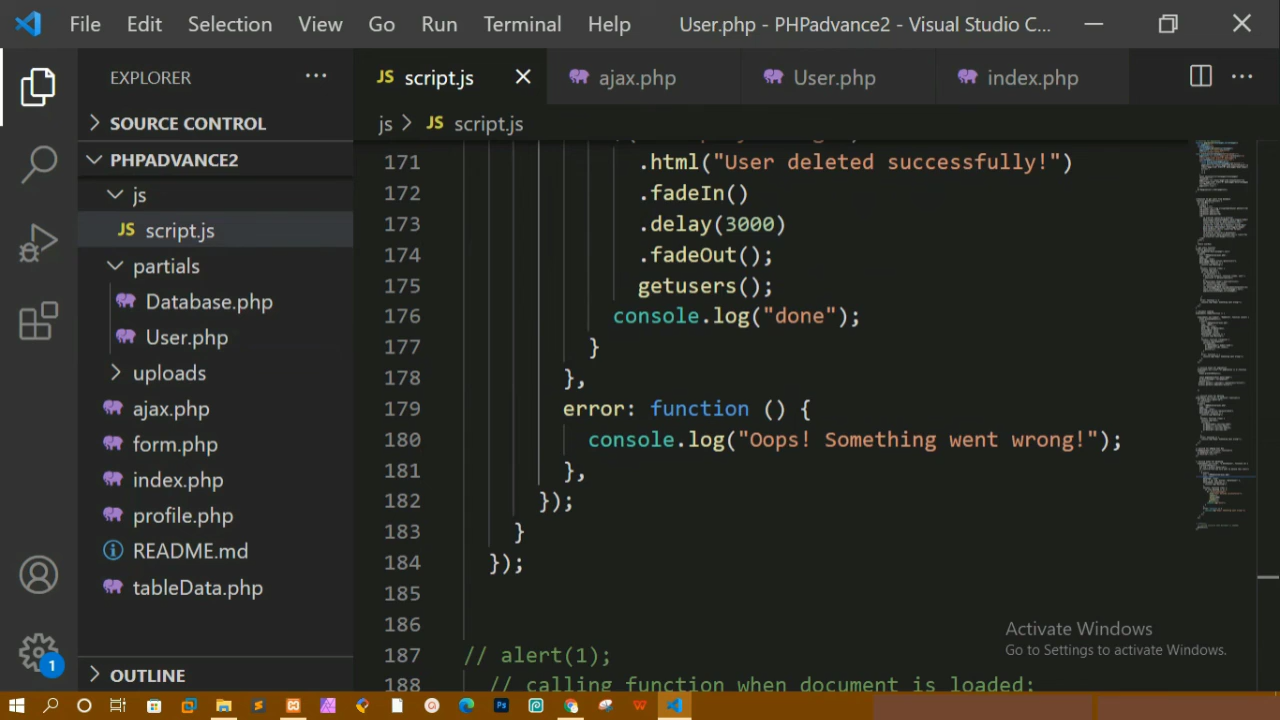 File Edit Selection View Go Run Terminal Help User.php - PHPadvance2 - Visual Studio C...
EXPLORER
SOURCE CONTROL
PHPADVANCE2
js
JS script.js
partials
Database.php
User.php
uploads
ajax.php
form.php
index.php
profile.php
README.md
tableData.php
OUTLINE
1
JS script.js ajax.php User.php index.php
js > JS script.js
171 .html("User deleted successfully!")
172 .fadeIn()
173 .delay(3000)
174 .fadeOut();
175 getusers();
176 console.log("done");
177 }
178 },
179 error: function () {
180 console.log("Oops! Something went wrong!");
181 },
182 });
183 }
184 });
185
186
187 // alert(1);
188 // calling function when document is loaded:
Activate Windows
Go to Settings to activate Windows.